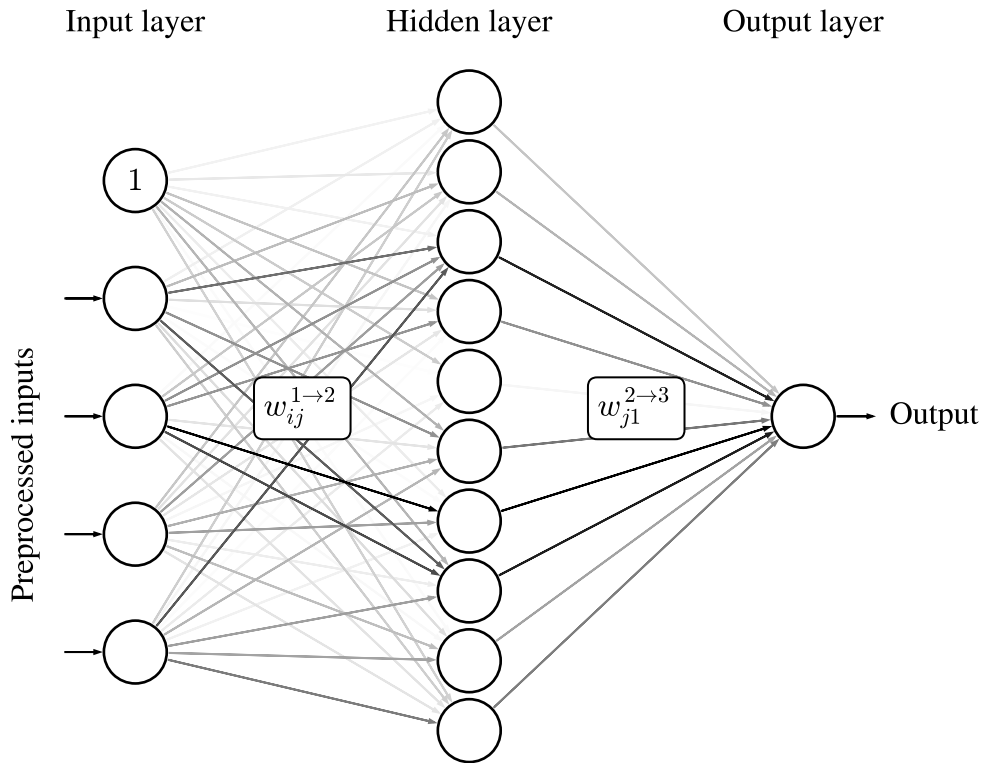 Input layer
Hidden layer
Output layer
1
Preprocessed inputs
w_{ij}^{1→2}
w_{j1}^{2→3}
Output